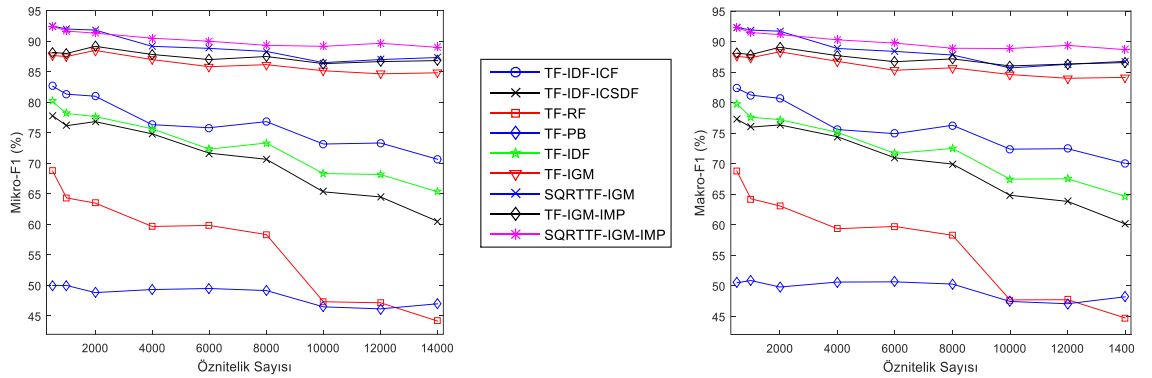 95
90
85
80
75
70
65
60
55
50
45
Mikro-F1 (%)
2000 4000 6000 8000 10000 12000 14000
Öznitelik Sayısı
TF-IDF-ICF
TF-IDF-ICSDF
TF-RF
TF-PB
TF-IDF
TF-IGM
SQRTTF-IGM
TF-IGM-IMP
SQRTTF-IGM-IMP
95
90
85
80
75
70
65
60
55
50
45
Makro-F1 (%)
2000 4000 6000 8000 10000 12000 1400
Öznitelik Sayısı